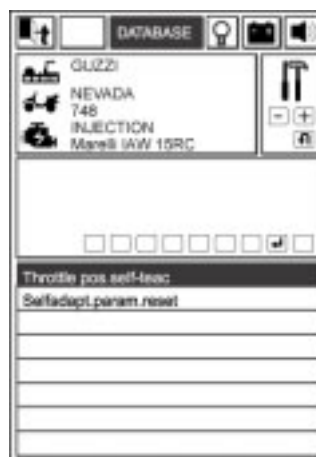 DATABASE
GUZZI
NEVADA
748
INJECTION
Marelli IAW 15RC
Throttle pos.self-teac
Selfadapt.param.reset